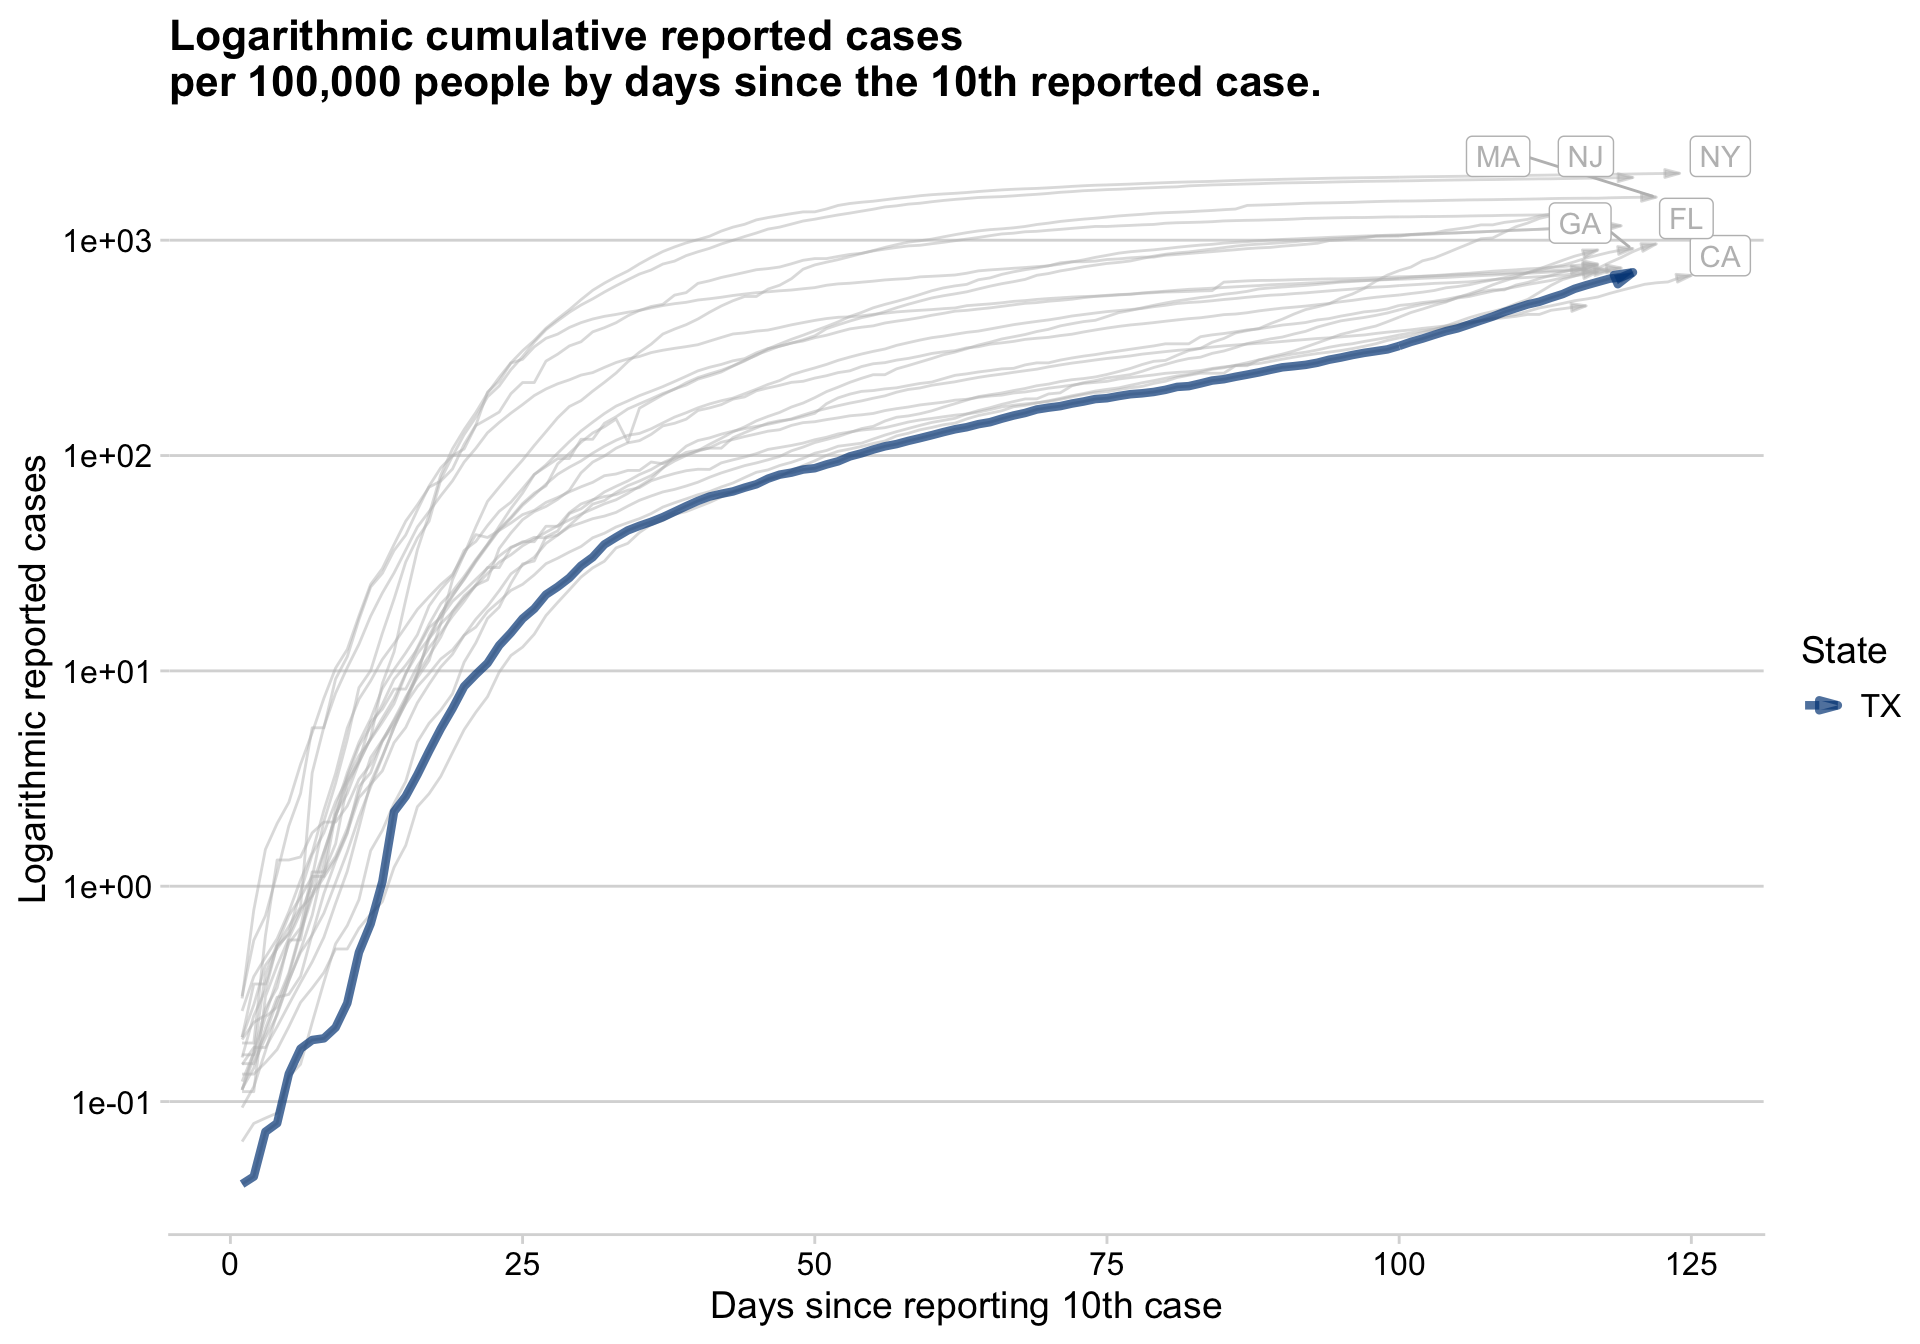 Logarithmic cumulative reported cases
per 100,000 people by days since the 10th reported case.
MA
NJ
NY
GA
FL
CA
Logarithmic reported cases
1e+03
1e+02
1e+01
1e+00
1e-01
State
TX
0
25
50
75
100
125
Days since reporting 10th case